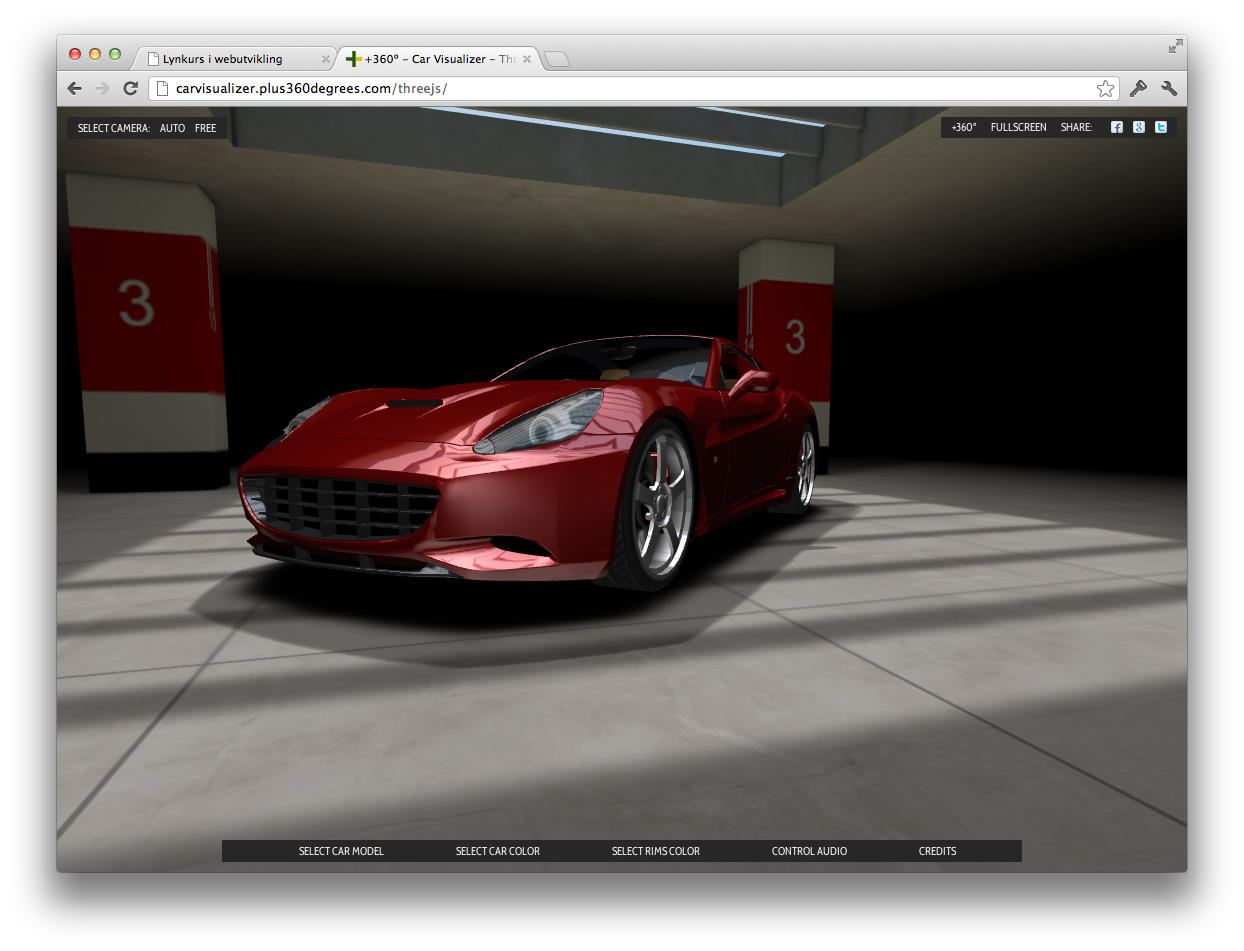 Lynkurs i webutvikling
+360° – Car Visualizer – Thr
carvisualizer.plus360degrees.com/threejs/
SELECT CAMERA: AUTO FREE
+360° FULLSCREEN SHARE:
3
3
14
SELECT CAR MODEL SELECT CAR COLOR SELECT RIMS COLOR CONTROL AUDIO CREDITS